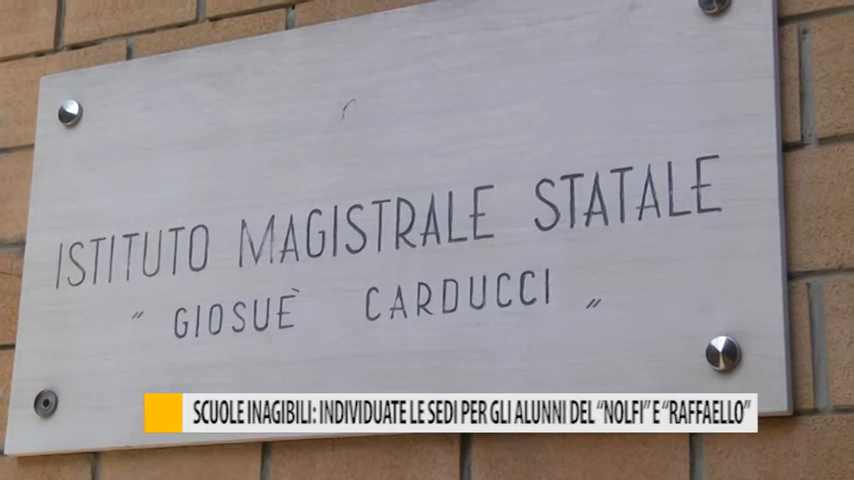 ISTITUTO MAGISTRALE STATALE
" GIOSUÈ CARDUCCI "
SCUOLE INAGIBILI: INDIVIDUATE LE SEDI PER GLI ALUNNI DEL "NOLFI" E "RAFFAELLO"